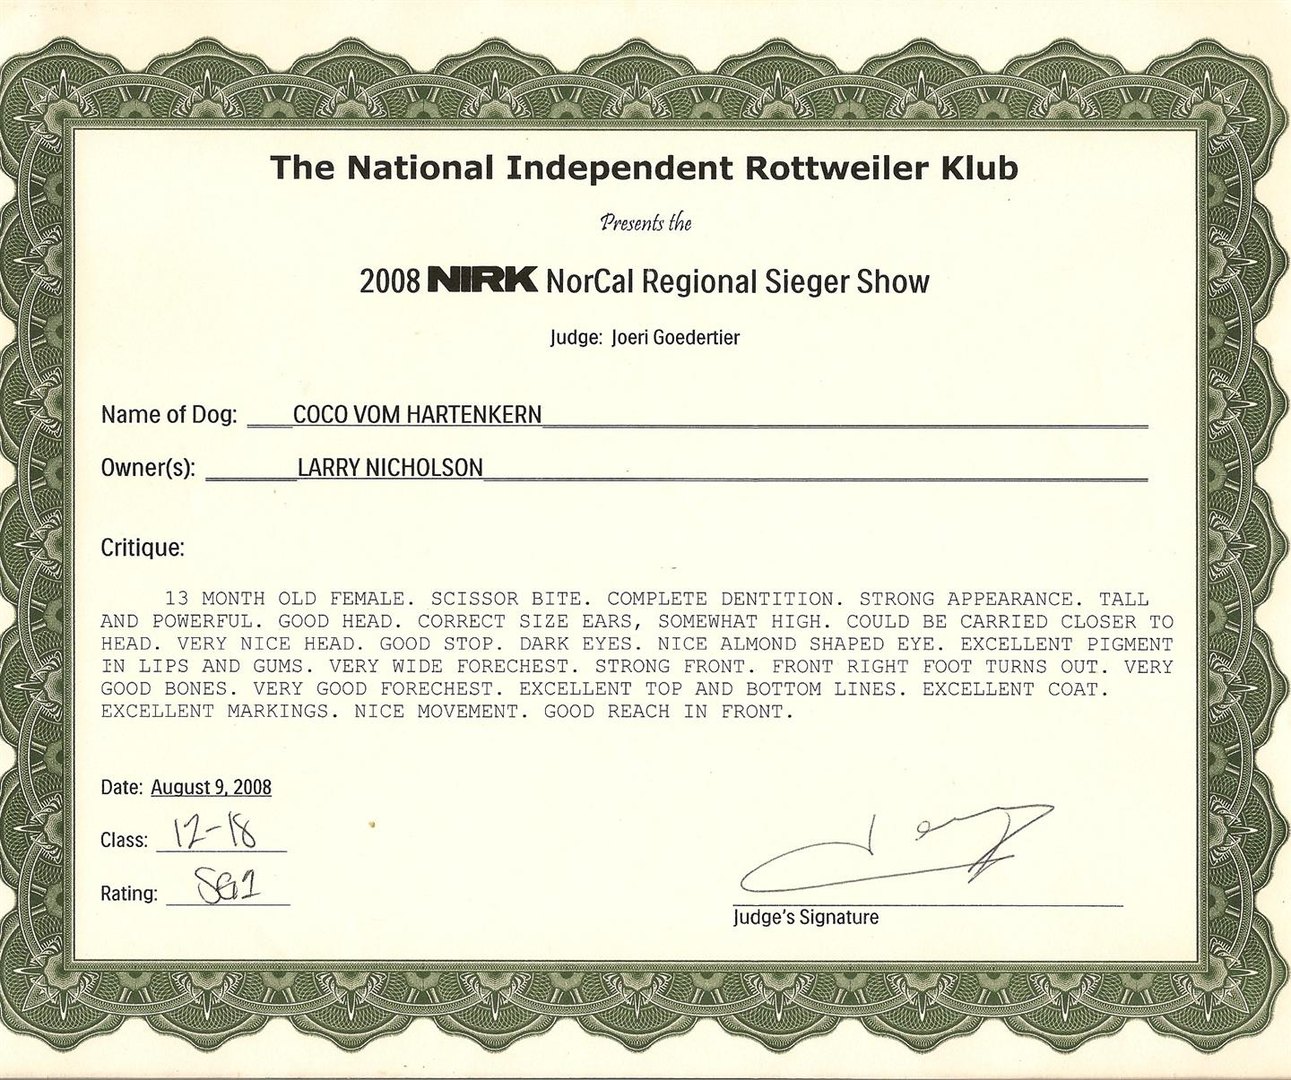 The National Independent Rottweiler Klub
Presents the
2008 NIRK NorCal Regional Sieger Show
Judge: Joeri Goedertier
Name of Dog: COCO VOM HARTENKERN
Owner(s): LARRY NICHOLSON
Critique:
13 MONTH OLD FEMALE. SCISSOR BITE. COMPLETE DENTITION. STRONG APPEARANCE. TALL
AND POWERFUL. GOOD HEAD. CORRECT SIZE EARS, SOMEWHAT HIGH. COULD BE CARRIED CLOSER TO
HEAD. VERY NICE HEAD. GOOD STOP. DARK EYES. NICE ALMOND SHAPED EYE. EXCELLENT PIGMENT
IN LIPS AND GUMS. VERY WIDE FORECHEST. STRONG FRONT. FRONT RIGHT FOOT TURNS OUT. VERY
GOOD BONES. VERY GOOD FORECHEST. EXCELLENT TOP AND BOTTOM LINES. EXCELLENT COAT.
EXCELLENT MARKINGS. NICE MOVEMENT. GOOD REACH IN FRONT.
Date: August 9, 2008
Class: 12-18
Rating: SG1
Judge's Signature